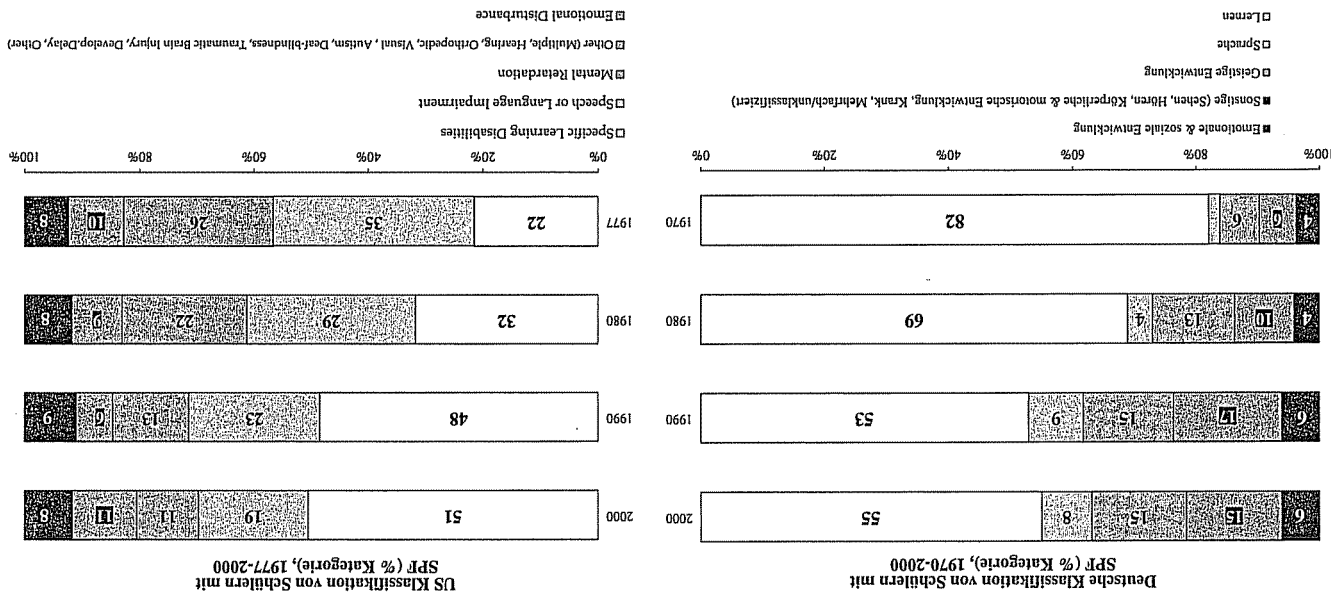 Deutsche Klassifikation von Schülern mit
SPF (% Kategorie), 1970-2000
6 15 15 8 55 2000
6 17 15 9 53 1990
4 10 13 4 69 1980
4 6 6 82 1970
100% 80% 60% 40% 20% 0%
Emotionale & soziale Entwicklung
Sonstige (Sehen, Hören, Körperliche & motorische Entwicklung, Krank, Mehrfach/unklassifiziert)
Geistige Entwicklung
Sprache
Lernen
US Klassifikation von Schülern mit
SPF (% Kategorie), 1977-2000
2000 51 19 11 11 8
1990 48 23 13 6 9
1980 32 29 22 9 8
1977 22 35 26 10 8
0% 20% 40% 60% 80% 100%
Specific Learning Disabilities
Speech or Language Impairment
Mental Retardation
Other (Multiple, Hearing, Orthopedic, Visual, Autism, Deaf-blindness, Traumatic Brain Injury, Develop.Delay, Other)
Emotional Disturbance